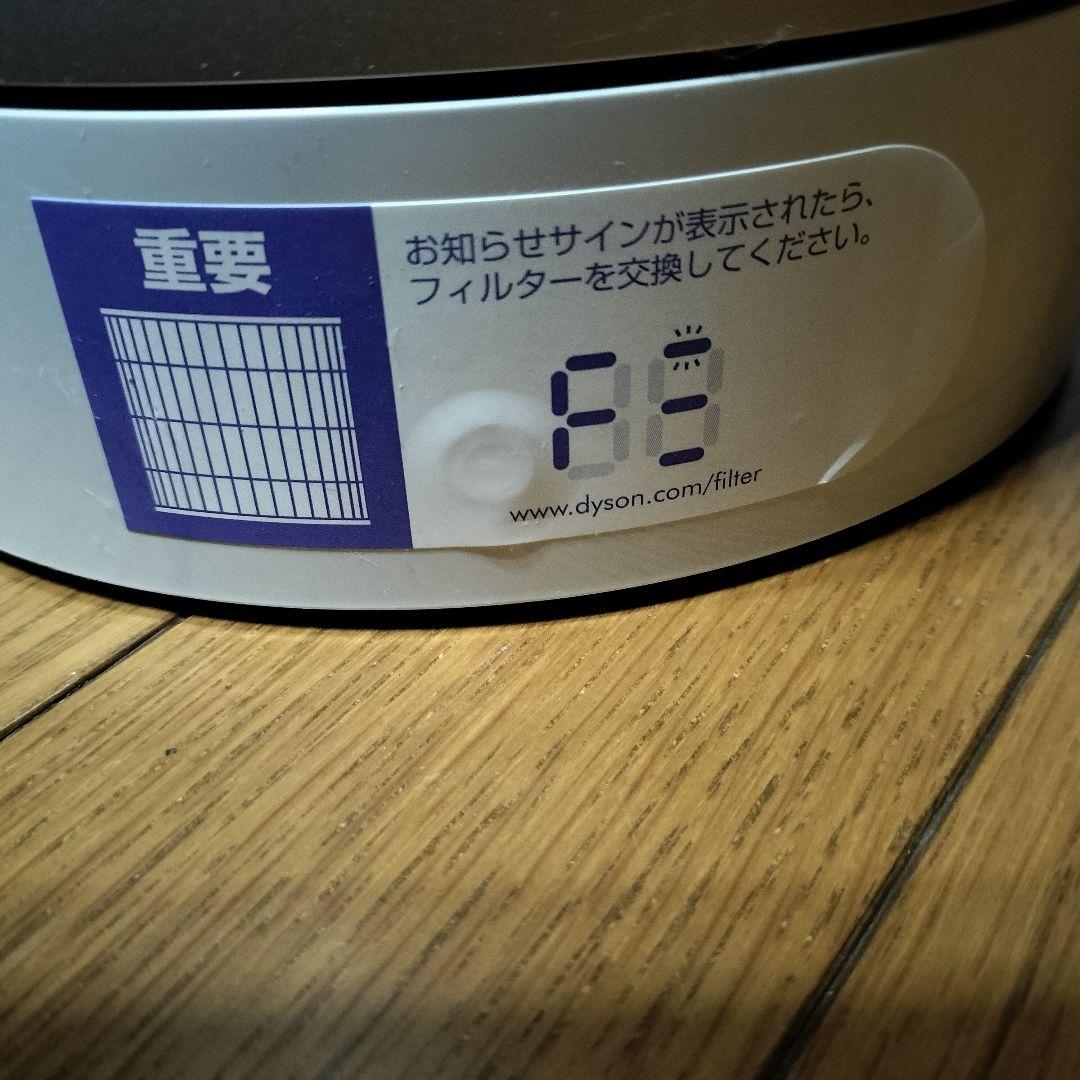 重要
お知らせサインが表示されたら、
フィルターを交換してください。
F
www.dyson.com/filter